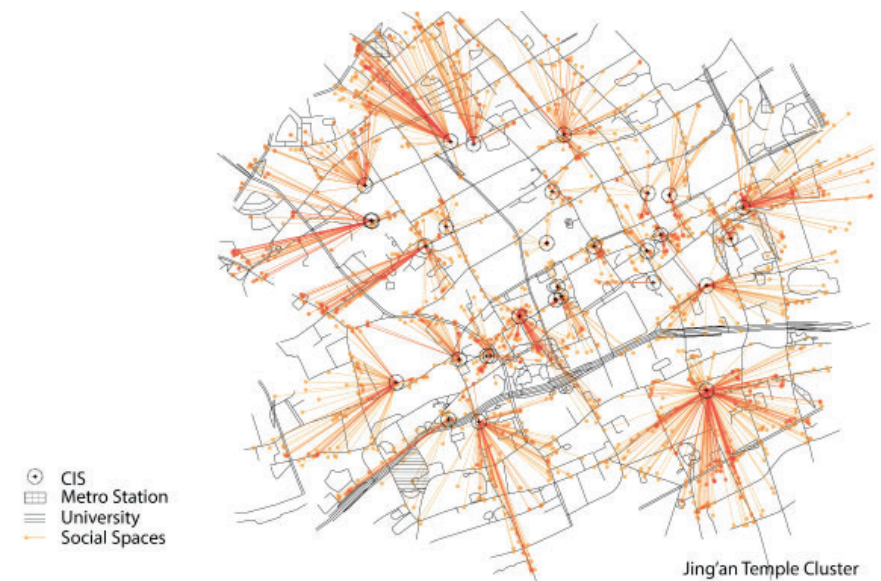 CIS
Metro Station
University
Social Spaces
Jing'an Temple Cluster